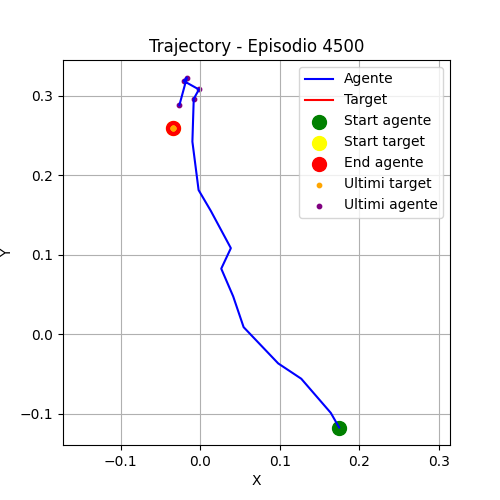 Trajectory - Episodio 4500
Agente
Target
Start agente
Start target
End agente
Ultimi target
Ultimi agente
Y
0.3
0.2
0.1
0.0
−0.1
−0.1
0.0
0.1
0.2
0.3
X